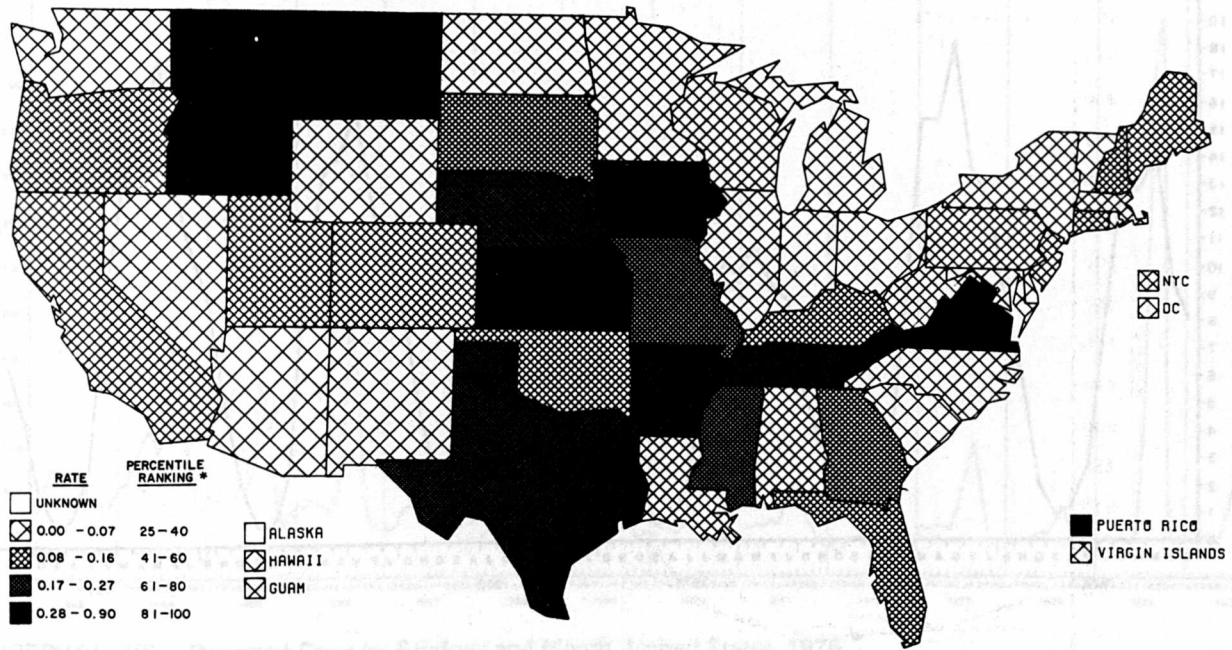 NYC
DC
RATE PERCENTILE RANKING *
UNKNOWN
0.00 - 0.07 25-40
0.08 - 0.16 41-60
0.17 - 0.27 61-80
0.28 - 0.90 81-100
ALASKA
HAWAII
GUAM
PUERTO RICO
VIRGIN ISLANDS